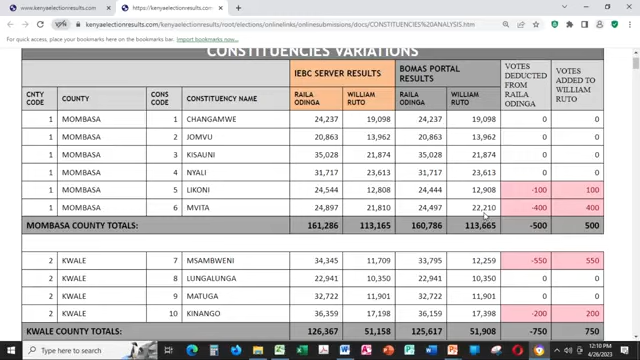 www.kenyaelectionresults.com/
https://kenyaelectionresults.co
kenyaelectionresults.com/kenyaelectionresults/root/elections/onlinelinks/onlinesubmissions/docs/CONSTITUENCIES%20ANALYSIS.htm
For quick access, place your bookmarks here on the bookmarks bar. Import bookmarks now...
CONSTITUENCIES VARIATIONS
IEBC SERVER RESULTS BOMAS PORTAL RESULTS VOTES DEDUCTED FROM RAILA ODINGA VOTES ADDED TO WILLIAM RUTO
CNTY CODE COUNTY CONS CODE CONSTITUENCY NAME RAILA ODINGA WILLIAM RUTO RAILA ODINGA WILLIAM RUTO
1 MOMBASA 1 CHANGAMWE 24,237 19,098 24,237 19,098 0 0
1 MOMBASA 2 JOMVU 20,863 13,962 20,863 13,962 0 0
1 MOMBASA 3 KISAUNI 35,028 21,874 35,028 21,874 0 0
1 MOMBASA 4 NYALI 31,717 23,613 31,717 23,613 0 0
1 MOMBASA 5 LIKONI 24,544 12,808 24,444 12,908 -100 100
1 MOMBASA 6 MVITA 24,897 21,810 24,497 22,210 -400 400
MOMBASA COUNTY TOTALS: 161,286 113,165 160,786 113,665 -500 500
2 KWALE 7 MSAMBWENI 34,345 11,709 33,795 12,259 -550 550
2 KWALE 8 LUNGALUNGA 22,941 10,350 22,941 10,350 0 0
2 KWALE 9 MATUGA 32,722 11,901 32,722 11,901 0 0
2 KWALE 10 KINANGO 36,359 17,198 36,159 17,398 -200 200
KWALE COUNTY TOTALS: 126,367 51,158 125,617 51,908 -750 750
Type here to search
12:10 PM
4/26/2023